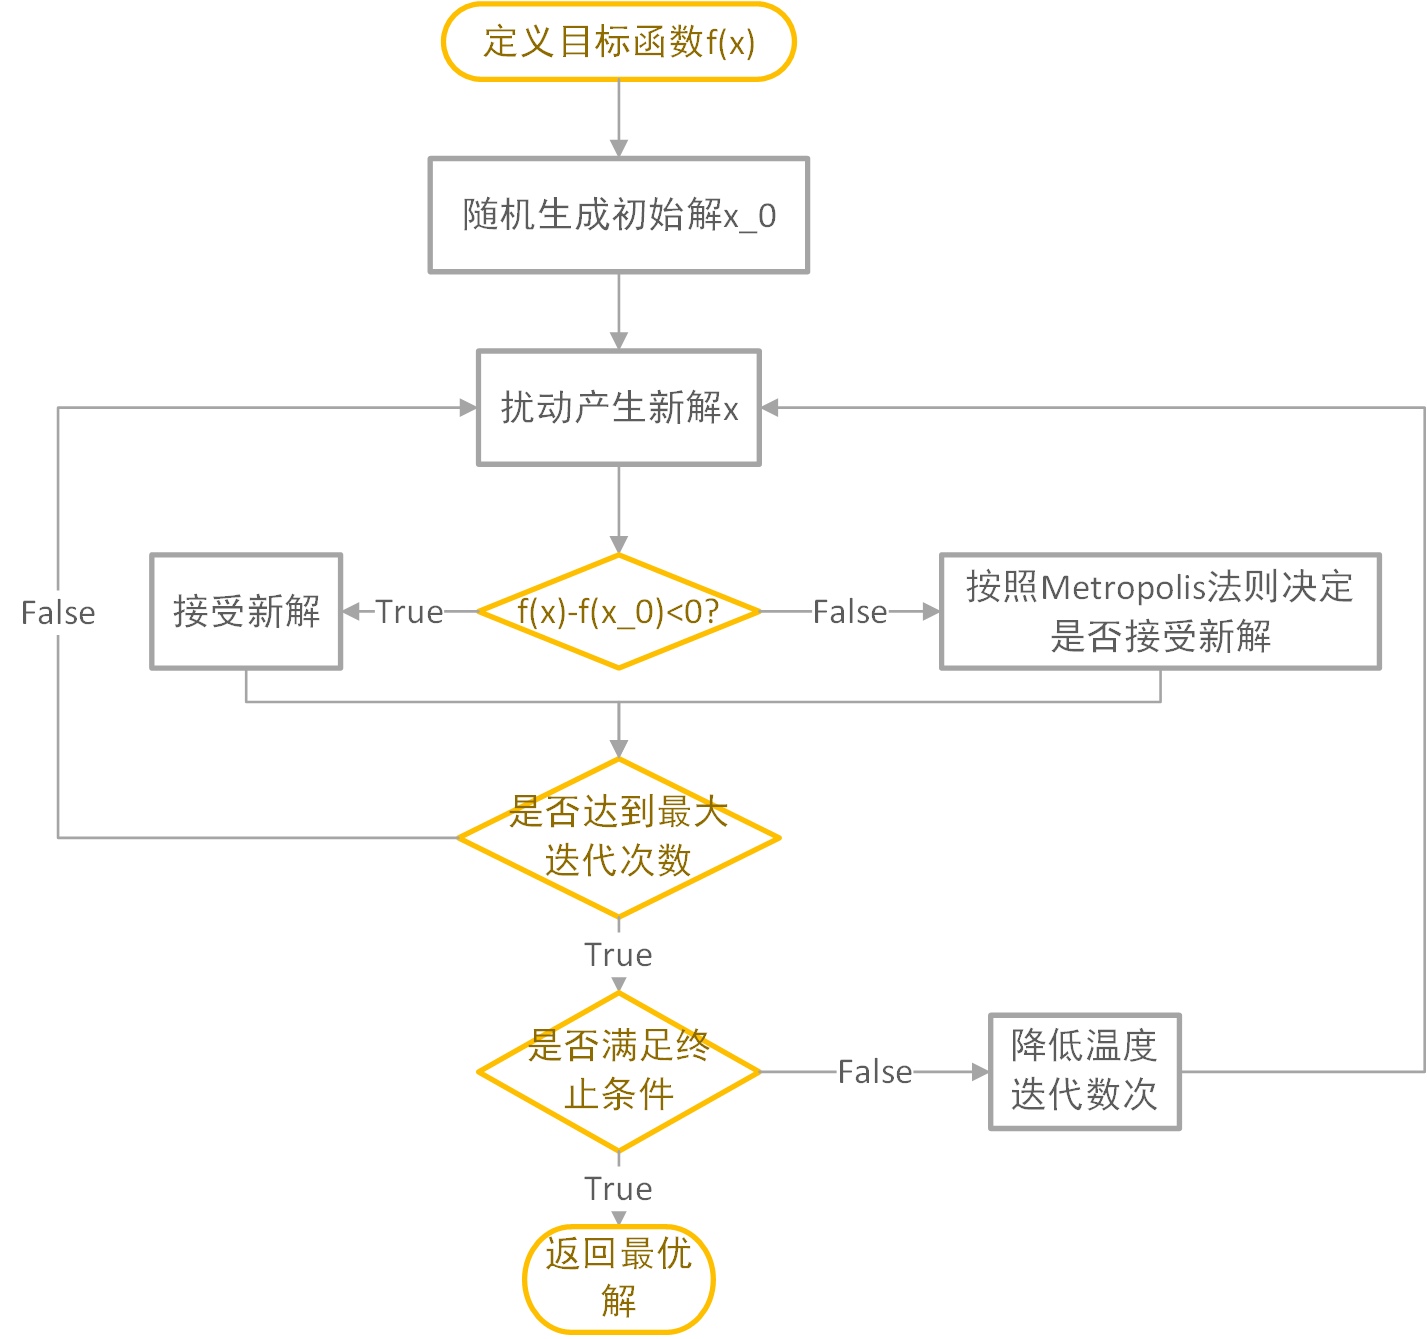 定义目标函数f(x)
随机生成初始解x_0
扰动产生新解x
False
接受新解
True
f(x)-f(x_0)<0?
False
按照Metropolis法则决定
是否接受新解
是否达到最大
迭代次数
True
是否满足终
止条件
False
降低温度
迭代数次
True
返回最优
解